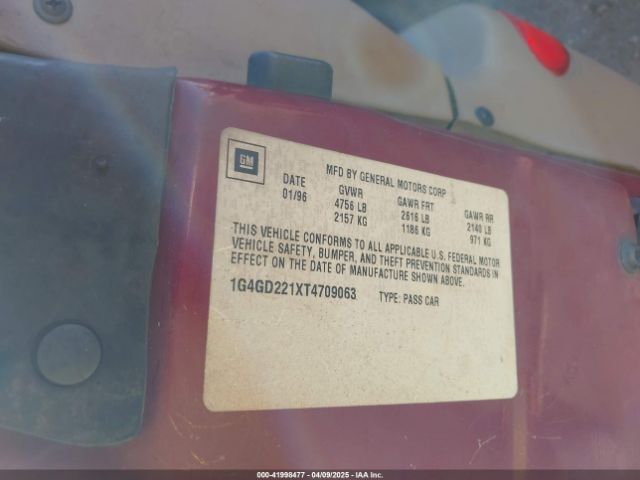 GM
MFD BY GENERAL MOTORS CORP
DATE GVWR GAWR FRT GAWR RR
01/96 4756 LB 2616 LB 2140 LB
2157 KG 1186 KG 971 KG
THIS VEHICLE CONFORMS TO ALL APPLICABLE U.S. FEDERAL MOTOR
VEHICLE SAFETY, BUMPER, AND THEFT PREVENTION STANDARDS IN
EFFECT ON THE DATE OF MANUFACTURE SHOWN ABOVE.
1G4GD221XT4709063 TYPE: PASS CAR
000-41998477 - 04/09/2025 - IAA Inc.